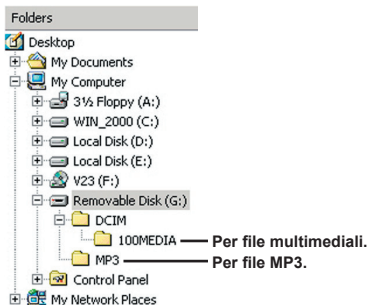 Folders
Desktop
My Documents
My Computer
3½ Floppy (A:)
WIN_2000 (C:)
Local Disk (D:)
Local Disk (E:)
V23 (F:)
Removable Disk (G:)
DCIM
100MEDIA Per file multimediali.
MP3 Per file MP3.
Control Panel
My Network Places